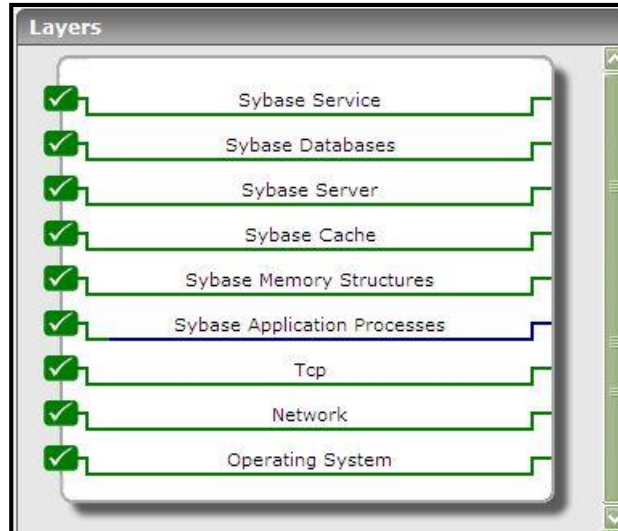 Layers
Sybase Service
Sybase Databases
Sybase Server
Sybase Cache
Sybase Memory Structures
Sybase Application Processes
Tcp
Network
Operating System